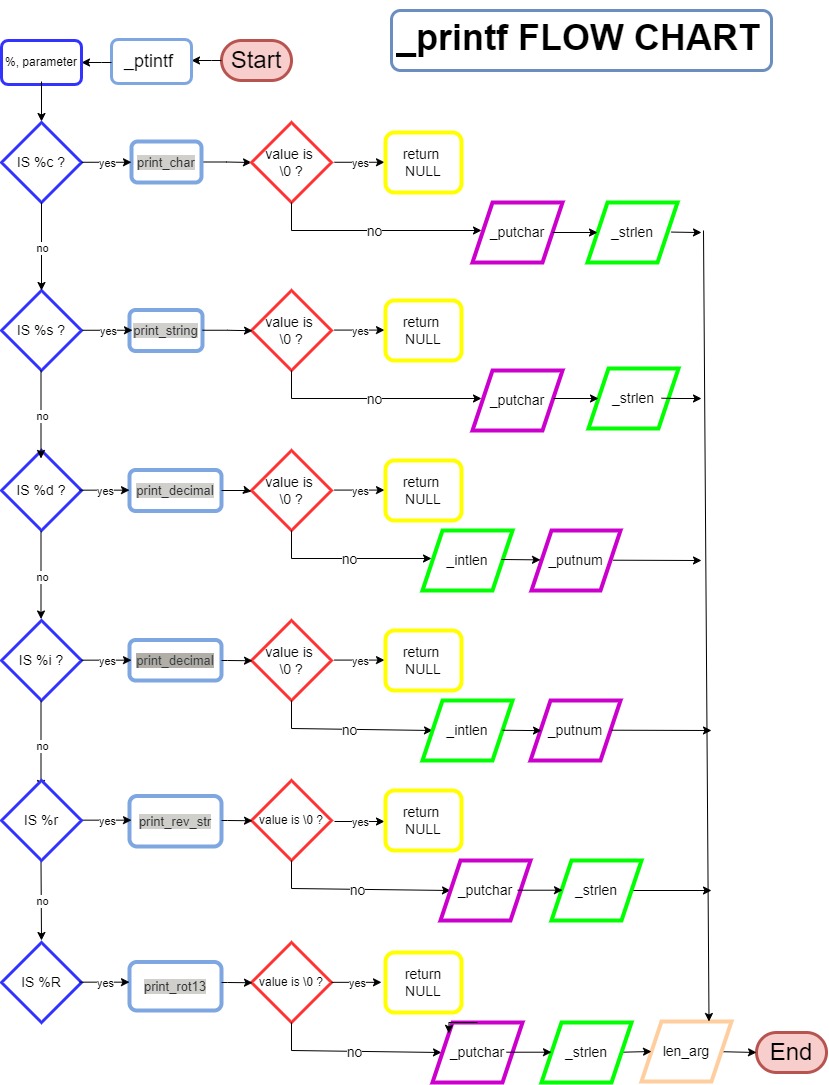 _printf FLOW CHART
Start
_ptintf
%, parameter
IS %c ?
yes
print_char
value is
\0 ?
yes
return
NULL
no
_putchar
_strlen
no
IS %s ?
yes
print_string
value is
\0 ?
yes
return
NULL
no
_putchar
_strlen
no
IS %d ?
yes
print_decimal
value is
\0 ?
yes
return
NULL
no
_intlen
_putnum
no
IS %i ?
yes
print_decimal
value is
\0 ?
yes
return
NULL
no
_intlen
_putnum
no
IS %r
yes
print_rev_str
value is \0 ?
yes
return
NULL
no
_putchar
_strlen
no
IS %R
yes
print_rot13
value is \0 ?
yes
return
NULL
no
_putchar
_strlen
len_arg
End